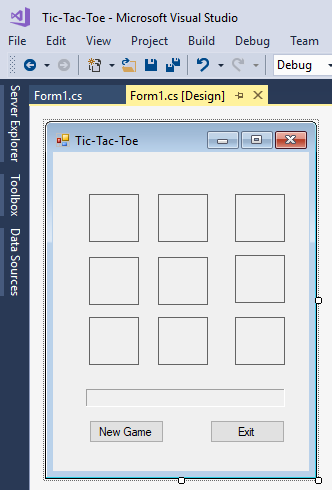 Tic-Tac-Toe - Microsoft Visual Studio
File Edit View Project Build Debug Team
Debug
Form1.cs Form1.cs [Design]
Server Explorer
Toolbox
Data Sources
Tic-Tac-Toe
New Game Exit